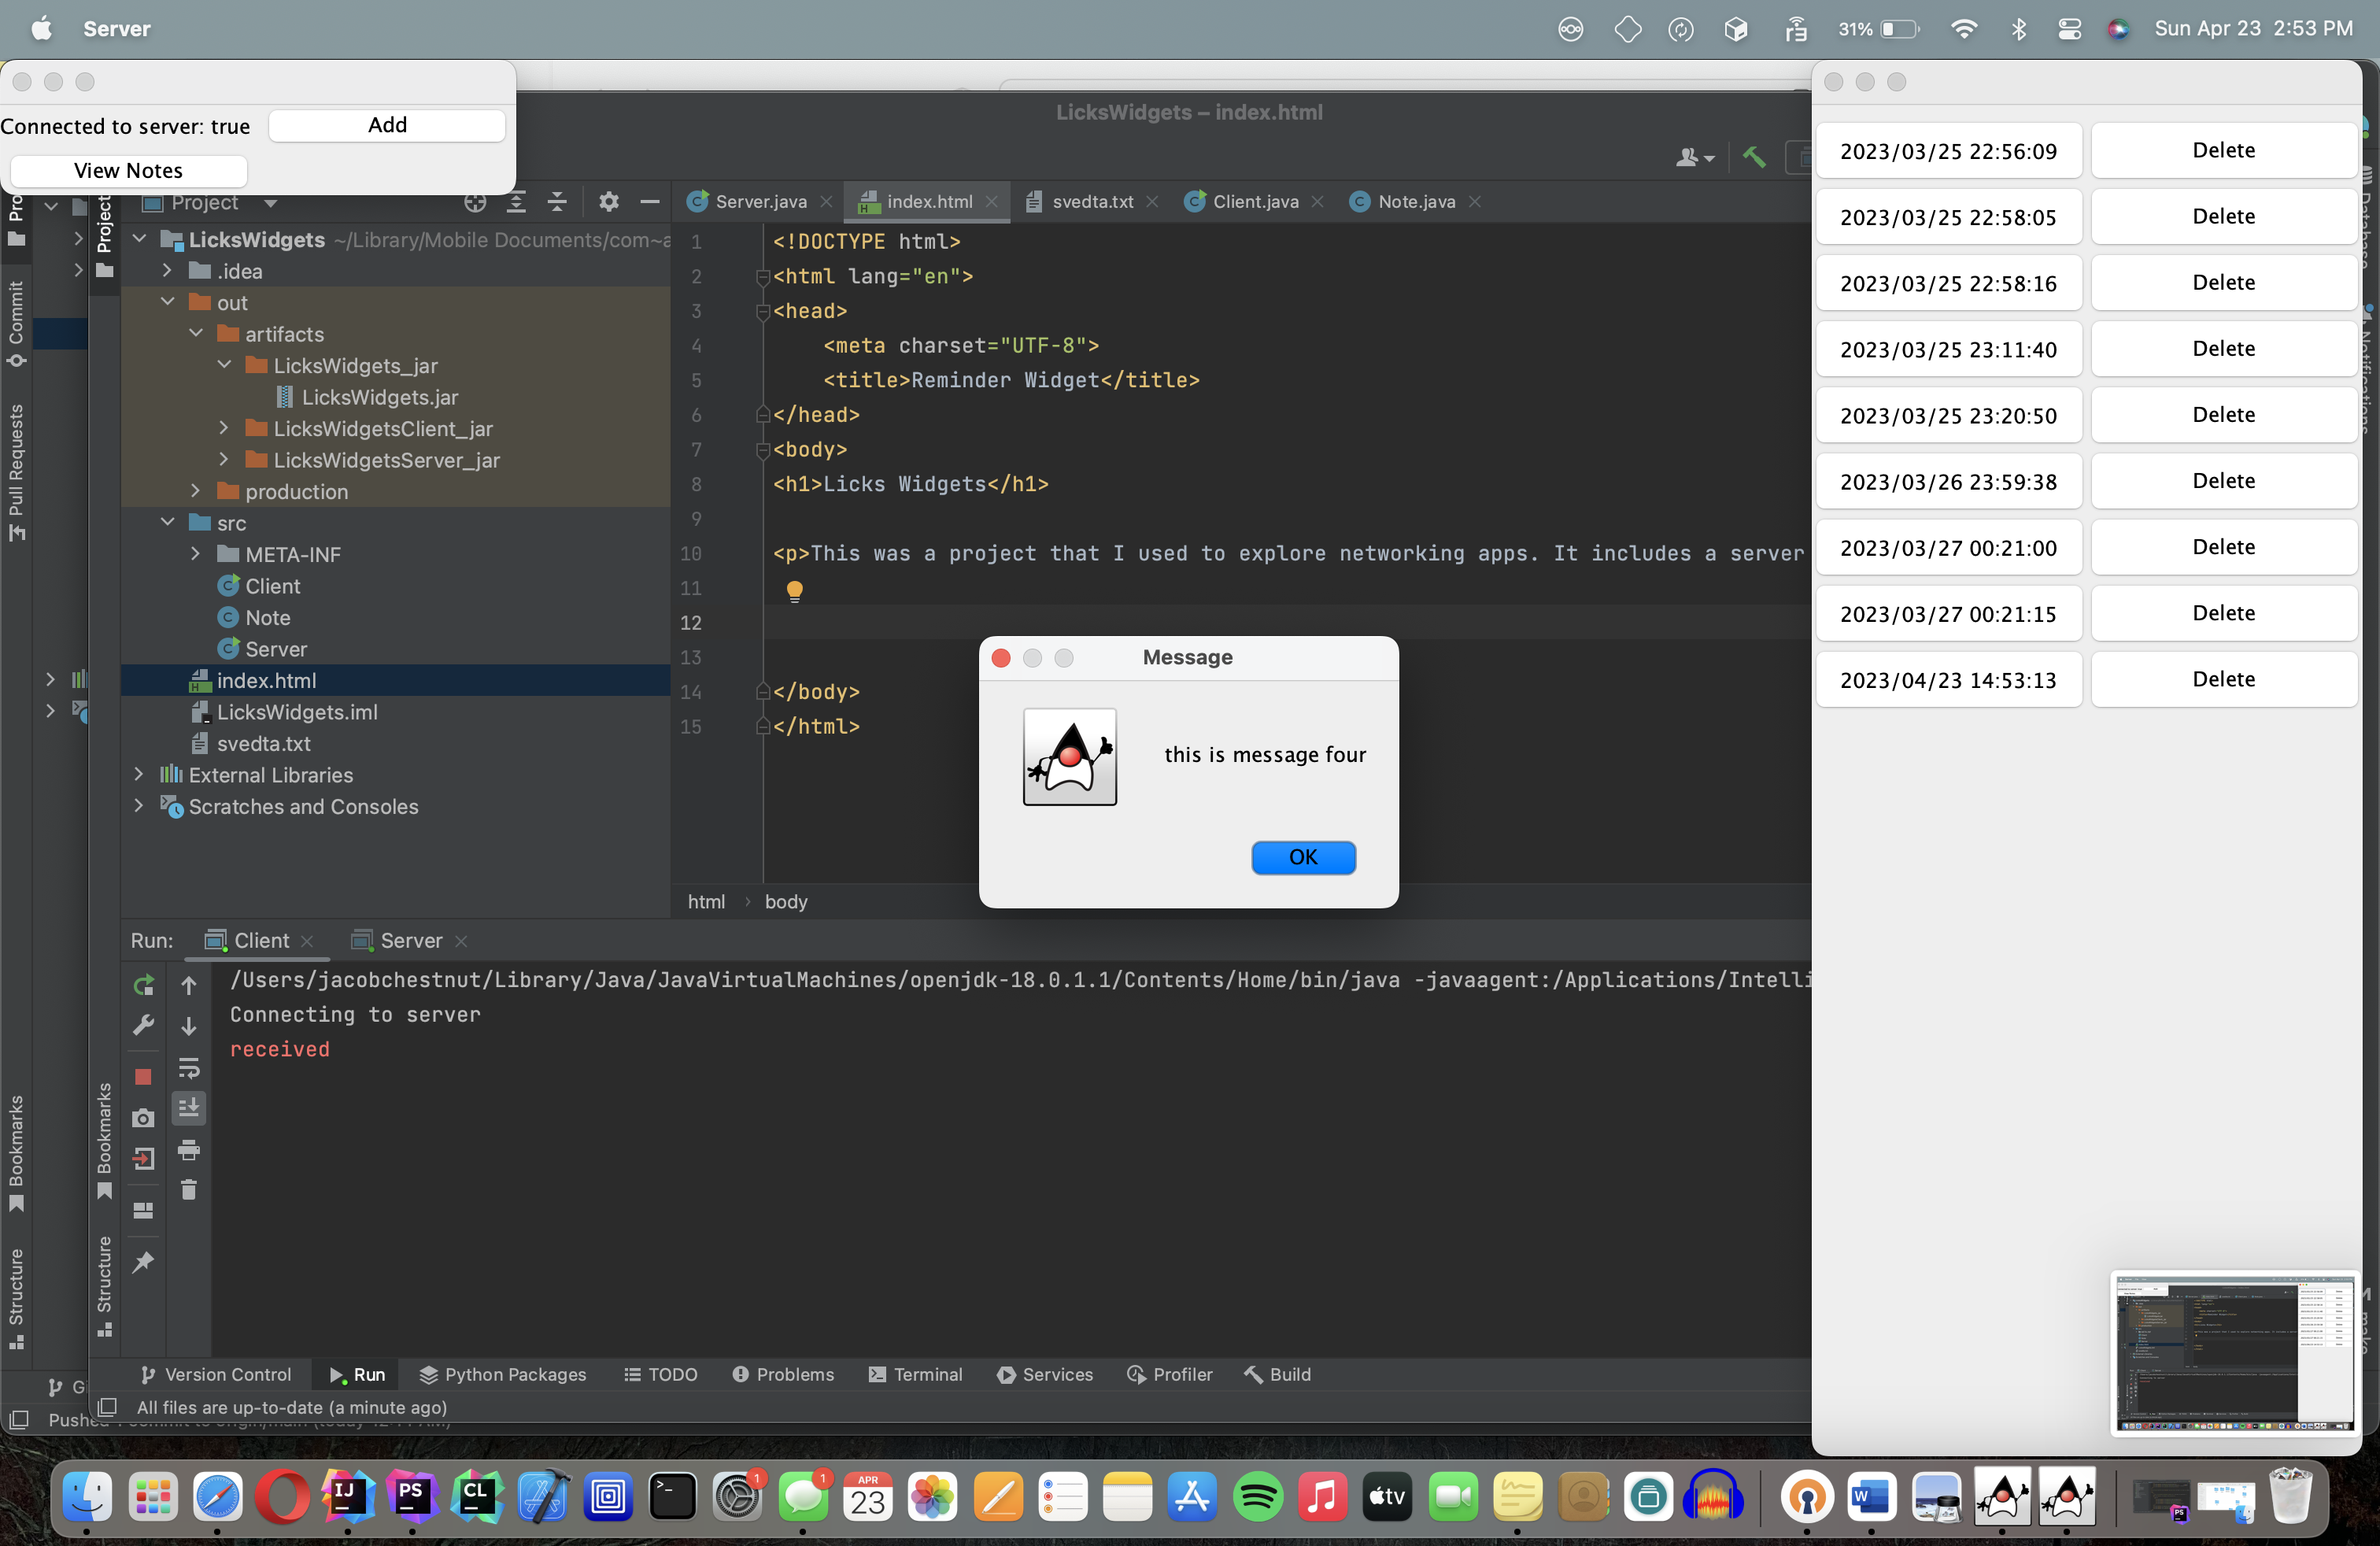 Server
31%
Sun Apr 23 2:53 PM
Connected to server: true
Add
View Notes
LicksWidgets – index.html
Project
Server.java
index.html
svedta.txt
Client.java
Note.java
Project
Commit
Pull Requests
Bookmarks
Structure
Project
Bookmarks
Structure
LicksWidgets ~/Library/Mobile Documents/com~a
.idea
out
artifacts
LicksWidgets_jar
LicksWidgets.jar
LicksWidgetsClient_jar
LicksWidgetsServer_jar
production
src
META-INF
Client
Note
Server
index.html
LicksWidgets.iml
svedta.txt
External Libraries
Scratches and Consoles
1 <!DOCTYPE html>
2 <html lang="en">
3 <head>
4 <meta charset="UTF-8">
5 <title>Reminder Widget</title>
6 </head>
7 <body>
8 <h1>Licks Widgets</h1>
9
10 <p>This was a project that I used to explore networking apps. It includes a server
11
12
13
14 </body>
15 </html>
html › body
Message
this is message four
OK
2023/03/25 22:56:09 Delete
2023/03/25 22:58:05 Delete
2023/03/25 22:58:16 Delete
2023/03/25 23:11:40 Delete
2023/03/25 23:20:50 Delete
2023/03/26 23:59:38 Delete
2023/03/27 00:21:00 Delete
2023/03/27 00:21:15 Delete
2023/04/23 14:53:13 Delete
Database
Notifications
Run: Client Server
/Users/jacobchestnut/Library/Java/JavaVirtualMachines/openjdk-18.0.1.1/Contents/Home/bin/java -javaagent:/Applications/Intelli
Connecting to server
received
Version Control
Run
Python Packages
TODO
Problems
Terminal
Services
Profiler
Build
All files are up-to-date (a minute ago)
IJ
PS
CL
1
1
APR
23
tv
W